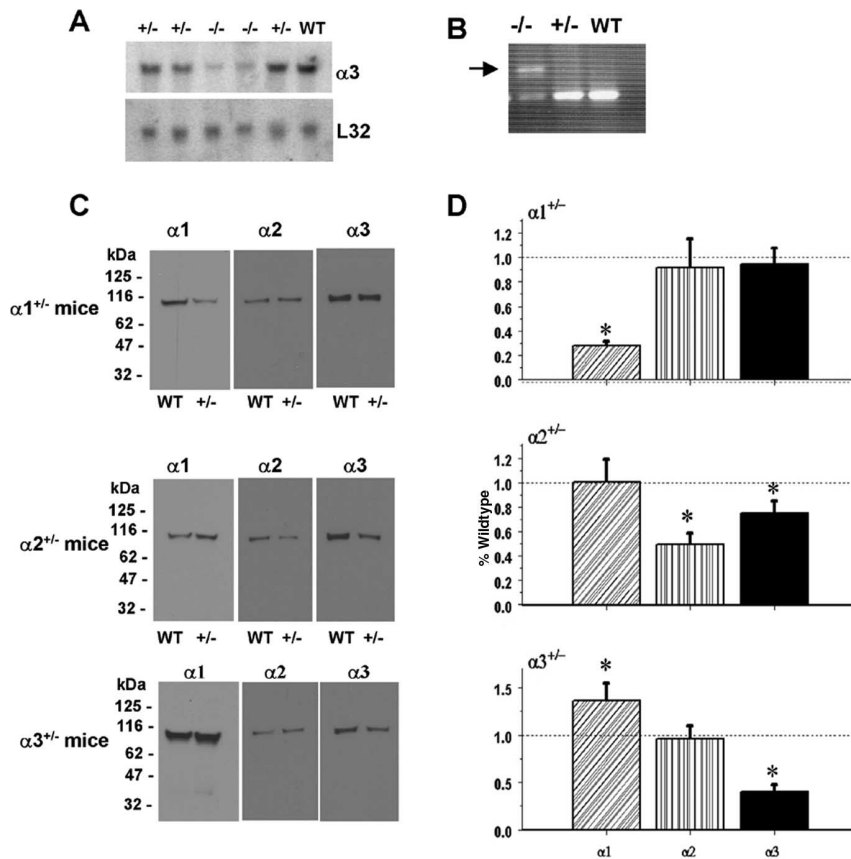 A
+/- +/- -/- -/- +/- WT
α3
L32
B
-/- +/- WT
C
α1 α2 α3
kDa
125 -
116 -
62 -
47 -
32 -
α1+/- mice
WT +/- WT +/- WT +/-
α1 α2 α3
kDa
125 -
116 -
62 -
47 -
32 -
α2+/- mice
WT +/- WT +/- WT +/-
α1 α2 α3
kDa
125 -
116 -
62 -
47 -
32 -
α3+/- mice
D
α1+/-
1.2
1.0
0.8
0.6
0.4
0.2
0.0
*
α2+/-
1.2
1.0
0.8
0.6
0.4
0.2
0.0
% Wildtype
* *
α3+/-
1.5
1.0
0.5
0.0
* *
α1 α2 α3